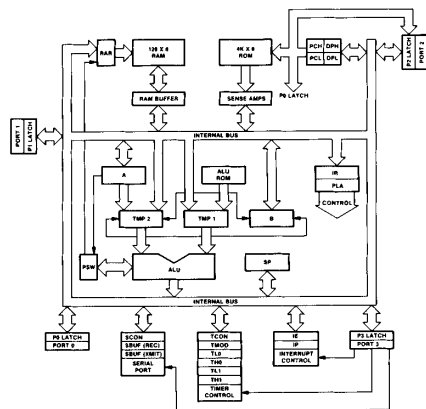 RAR
128 X 8
RAM
4K X 8
ROM
PCH DPH
PCL DPL
P2 LATCH
PORT 2
P0 LATCH
RAM BUFFER
SENSE AMPS
INTERNAL BUS
PORT 1
P1 LATCH
A
ALU
ROM
IR
PLA
CONTROL
TMP 2
TMP 1
B
PSW
ALU
SP
INTERNAL BUS
P0 LATCH
PORT 0
SCON
SBUF (REC)
SBUF (XMIT)
SERIAL
PORT
TCON
TMOD
TL0
TH0
TL1
TH1
TIMER
CONTROL
IE
IP
INTERRUPT CONTROL
P3 LATCH
PORT 3